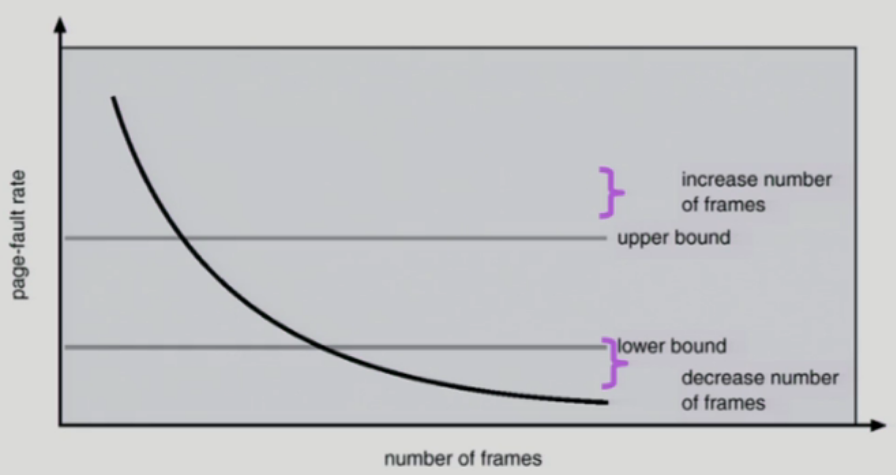 page-fault rate
increase number
of frames
upper bound
lower bound
decrease number
of frames
number of frames